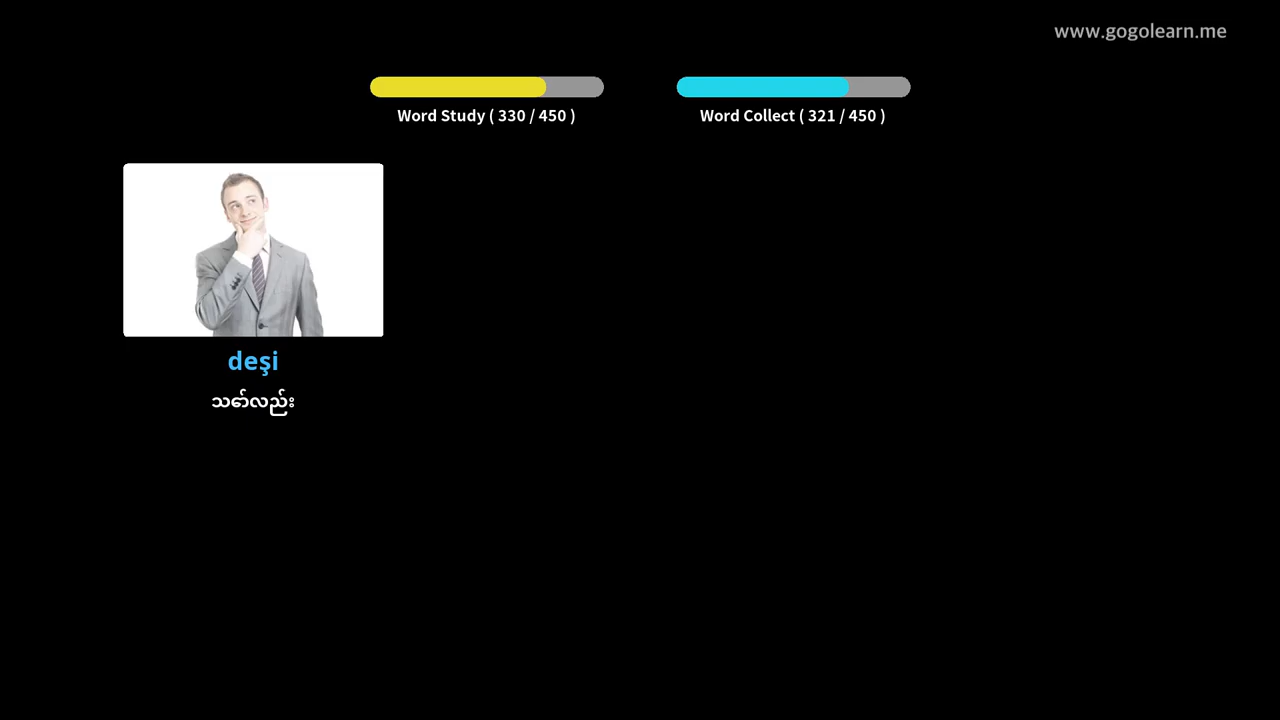 www.gogolearn.me
Word Study ( 330 / 450 )
Word Collect ( 321 / 450 )
deşi
သော်လည်း